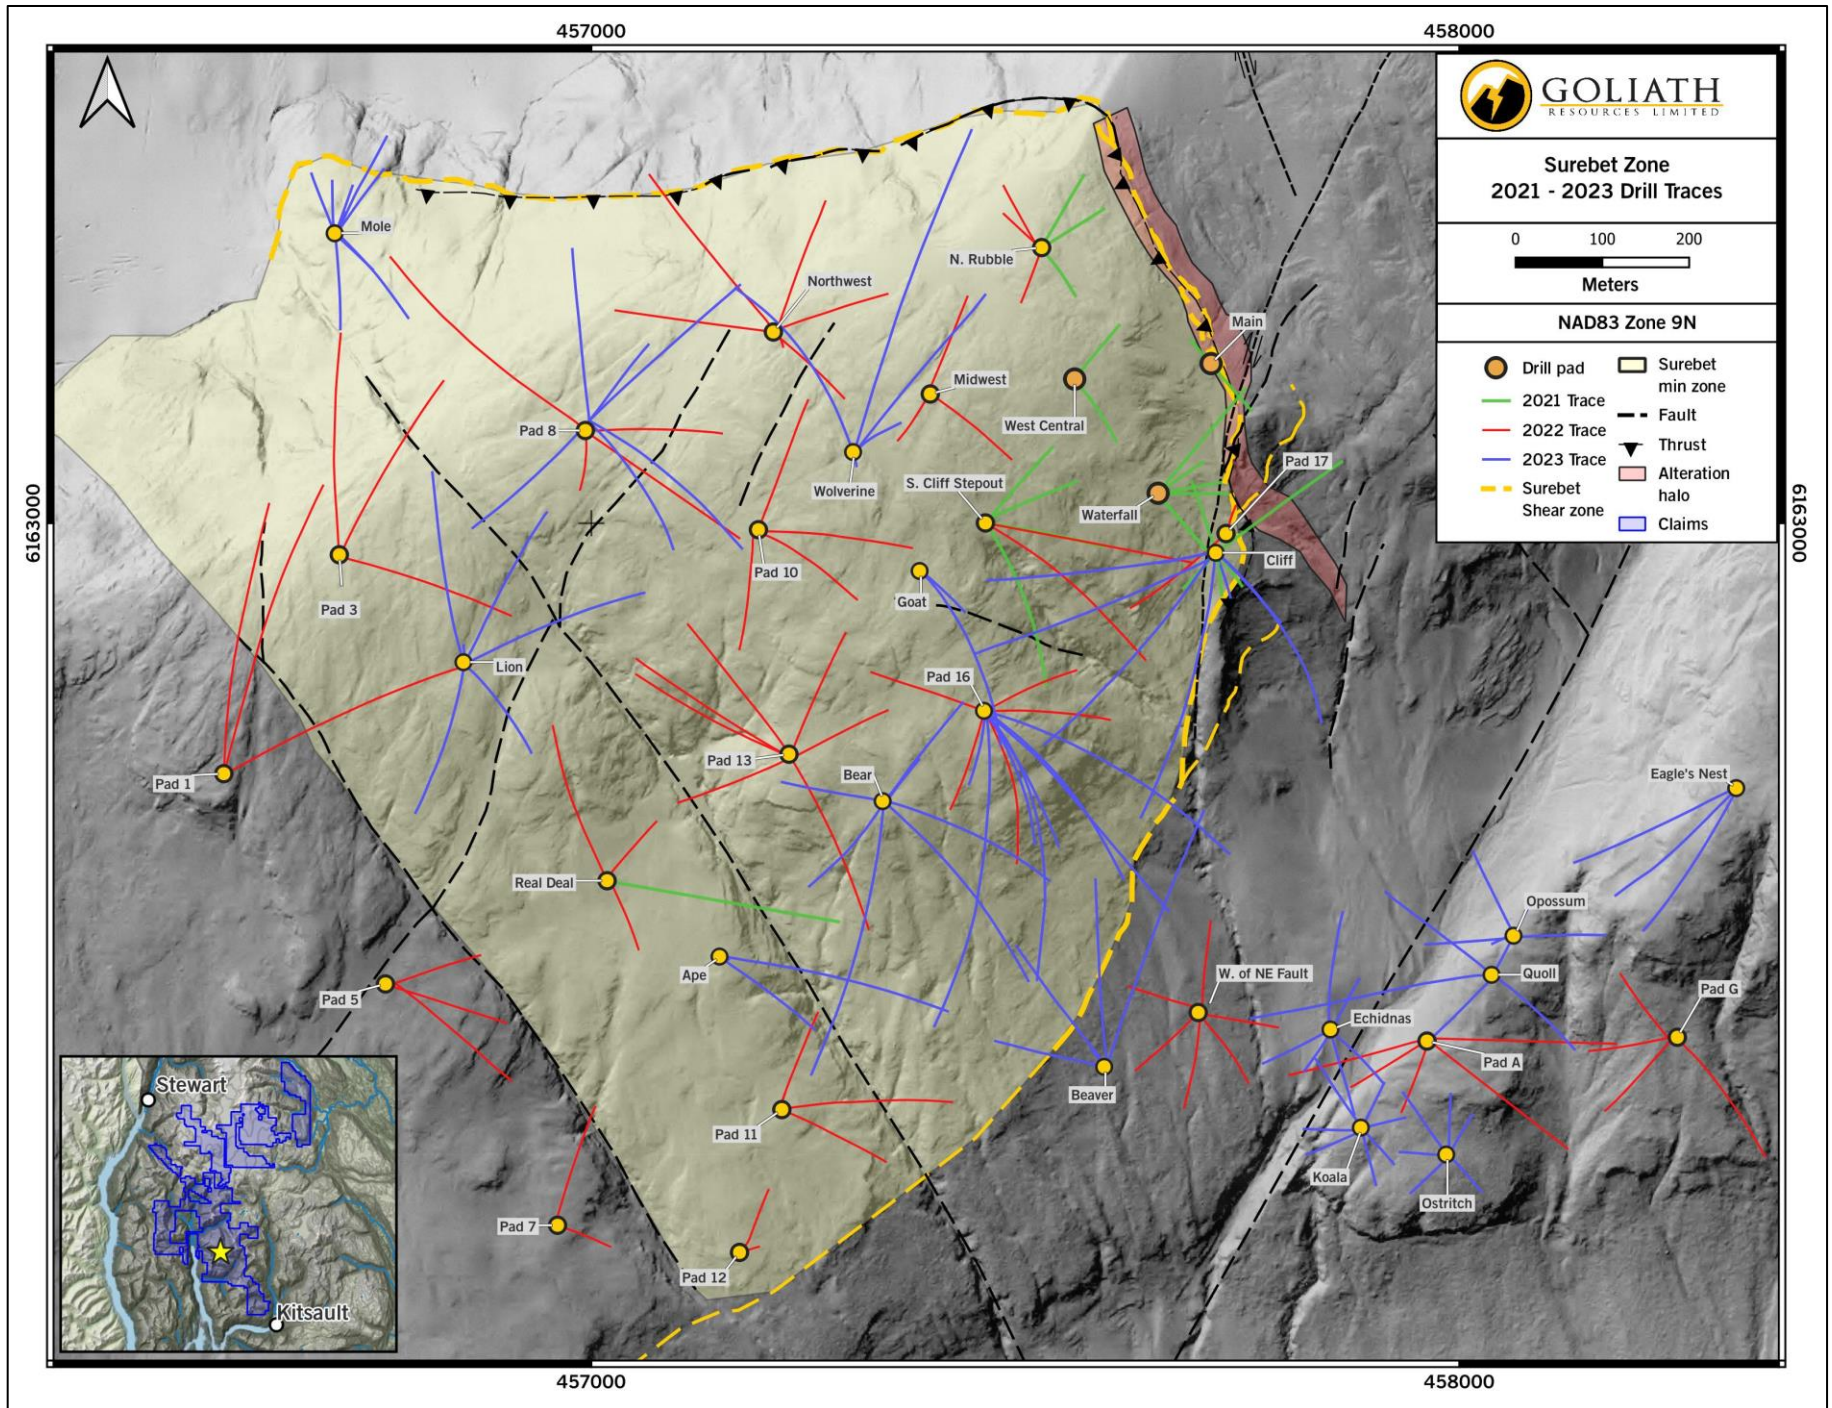 457000
458000
GOLIATH
RESOURCES LIMITED
Surebet Zone
2021 - 2023 Drill Traces
0 100 200
Meters
NAD83 Zone 9N
Drill pad
2021 Trace
2022 Trace
2023 Trace
Surebet
Shear zone
Surebet
min zone
Fault
Thrust
Alteration
halo
Claims
6163000
6163000
Mole
N. Rubble
Northwest
Main
Midwest
West Central
Pad 8
Pad 17
Wolverine
S. Cliff Stepout
Waterfall
Cliff
Pad 10
Goat
Pad 3
Lion
Pad 16
Pad 13
Bear
Pad 1
Eagle's Nest
Real Deal
Opossum
Ape
W. of NE Fault
Quoll
Pad G
Pad 5
Echidnas
Pad A
Beaver
Pad 11
Koala
Ostritch
Pad 7
Pad 12
Stewart
Kitsault
457000
458000